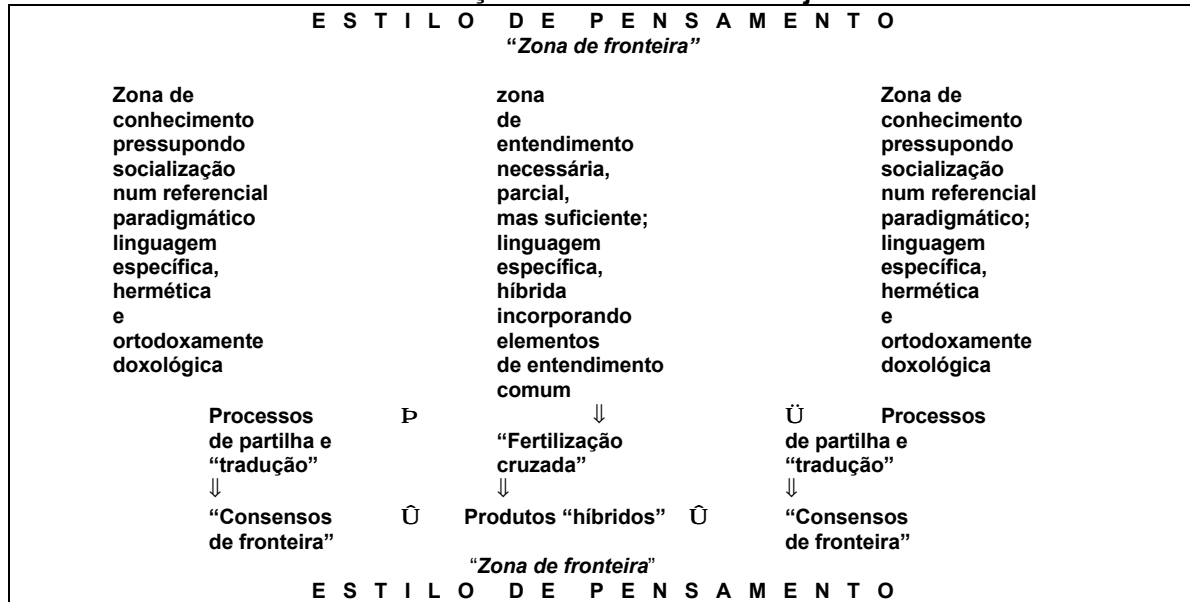 E S T I L O D E P E N S A M E N T O
“Zona de fronteira”
Zona de
conhecimento
pressupondo
socialização
num referencial
paradigmático
linguagem
específica,
hermética
e
ortodoxamente
doxológica
zona
de
entendimento
necessária,
parcial,
mas suficiente;
linguagem
específica,
híbrida
incorporando
elementos
de entendimento
comum
Zona de
conhecimento
pressupondo
socialização
num referencial
paradigmático;
linguagem
específica,
hermética
e
ortodoxamente
doxológica
Processos Þ ⇓ Ü Processos
de partilha e “Fertilização de partilha e
“tradução” cruzada” “tradução”
⇓ ⇓ ⇓
“Consensos Û Produtos “híbridos” Û “Consensos
de fronteira” de fronteira”
“Zona de fronteira”
E S T I L O D E P E N S A M E N T O